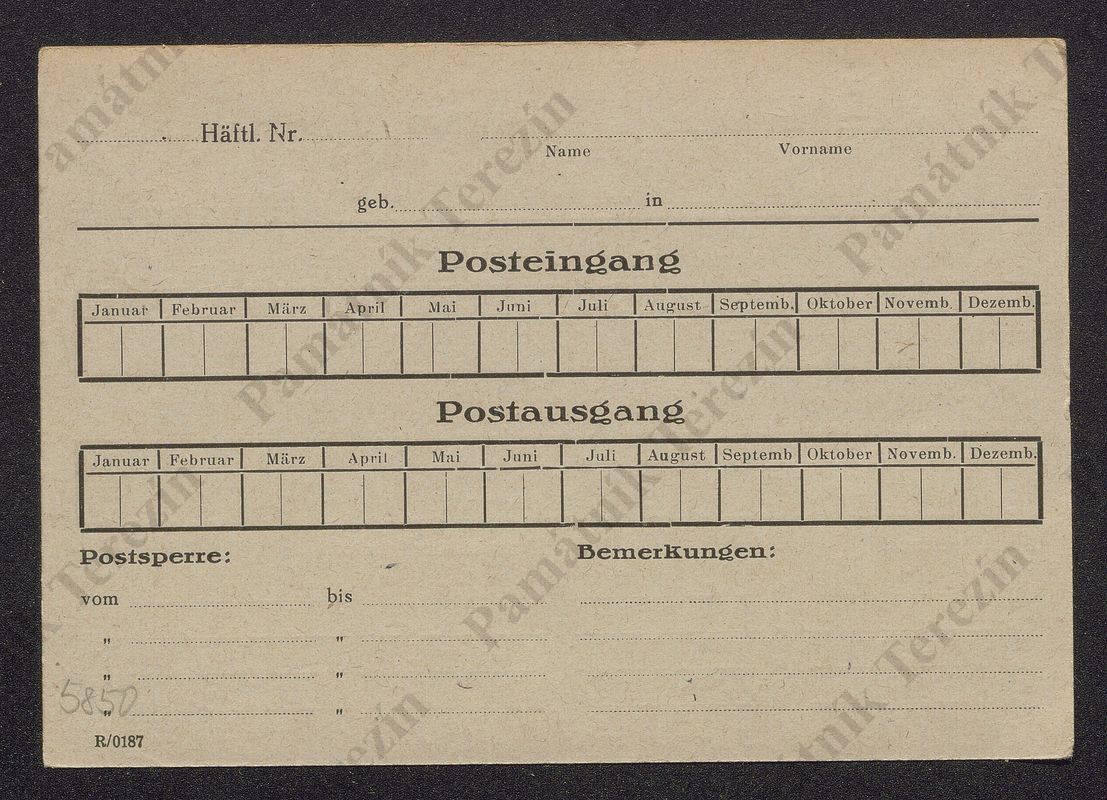 Häftl. Nr.
Name Vorname
geb. in
Posteingang
Januar Februar März April Mai Juni Juli August Septemb. Oktober Novemb. Dezemb.
Postausgang
Januar Februar März April Mai Juni Juli August Septemb Oktober Novemb. Dezemb.
Postsperre: Bemerkungen:
vom bis
" "
" "
" "
5850
R/0187
Památník Terezín